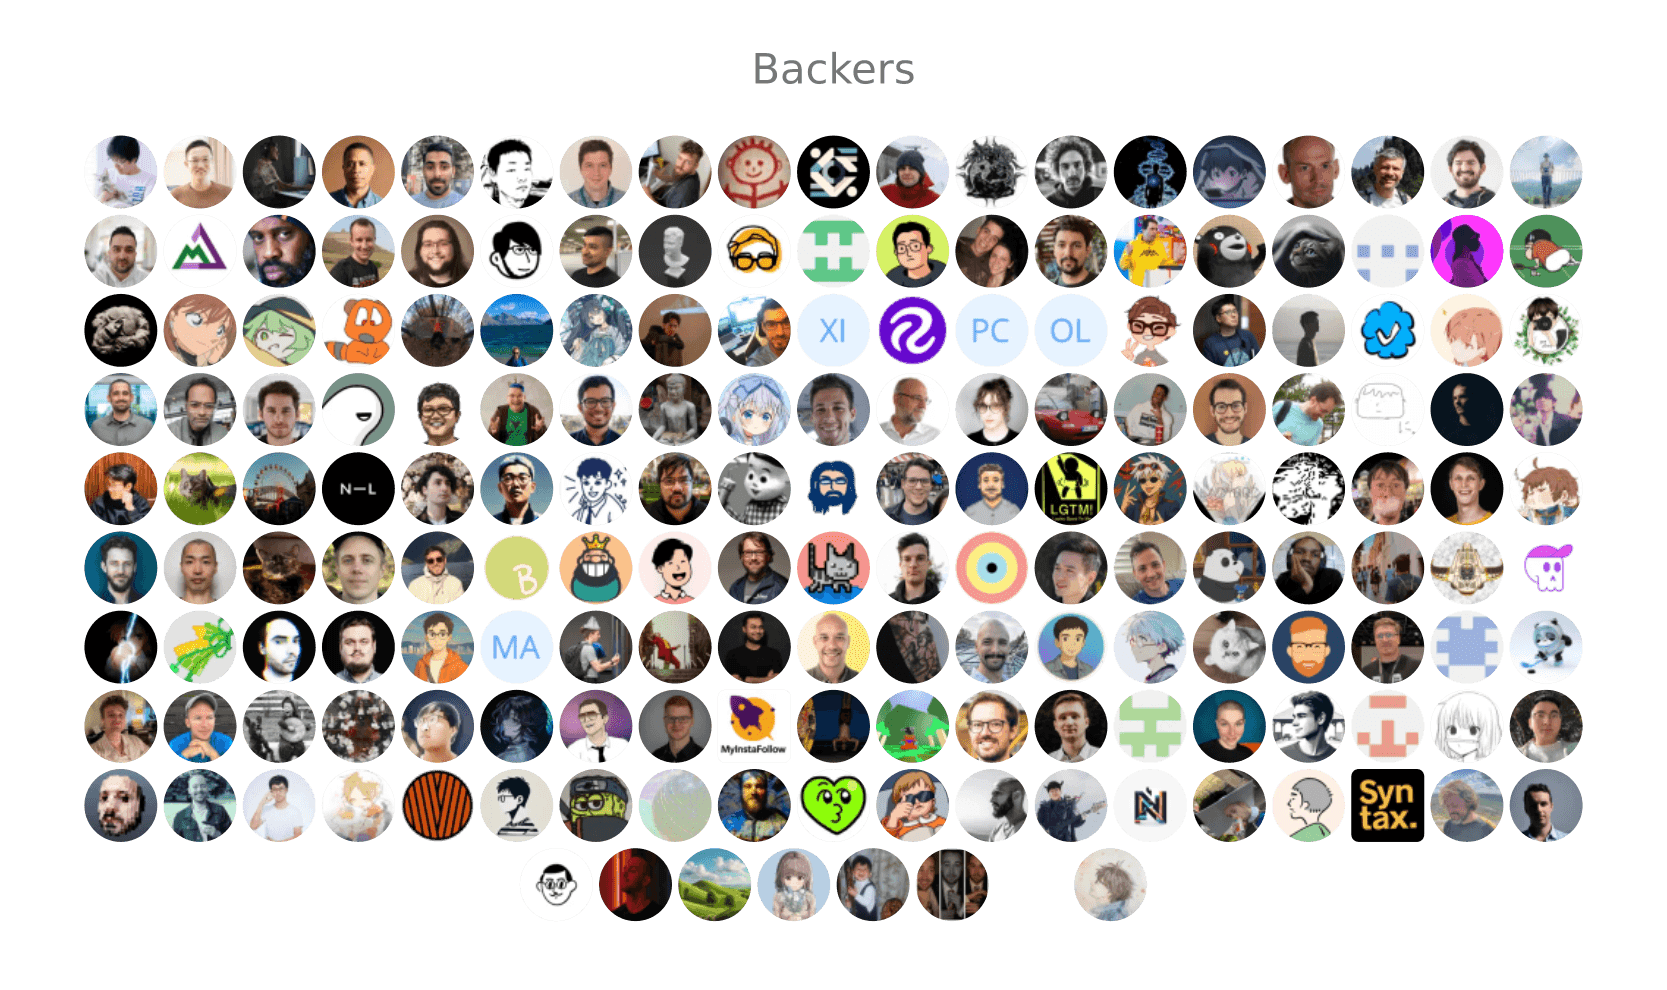 Backers
XI
PC
OL
N—L
LGTM!
B
MA
MyInstaFollow
N
Syn
tax.